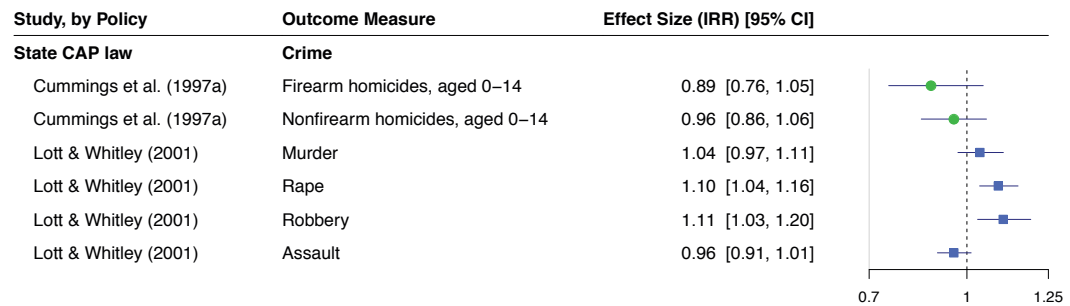 Study, by Policy Outcome Measure Effect Size (IRR) [95% CI]
State CAP law Crime
Cummings et al. (1997a) Firearm homicides, aged 0–14 0.89 [0.76, 1.05]
Cummings et al. (1997a) Nonfirearm homicides, aged 0–14 0.96 [0.86, 1.06]
Lott & Whitley (2001) Murder 1.04 [0.97, 1.11]
Lott & Whitley (2001) Rape 1.10 [1.04, 1.16]
Lott & Whitley (2001) Robbery 1.11 [1.03, 1.20]
Lott & Whitley (2001) Assault 0.96 [0.91, 1.01]
0.7 1 1.25